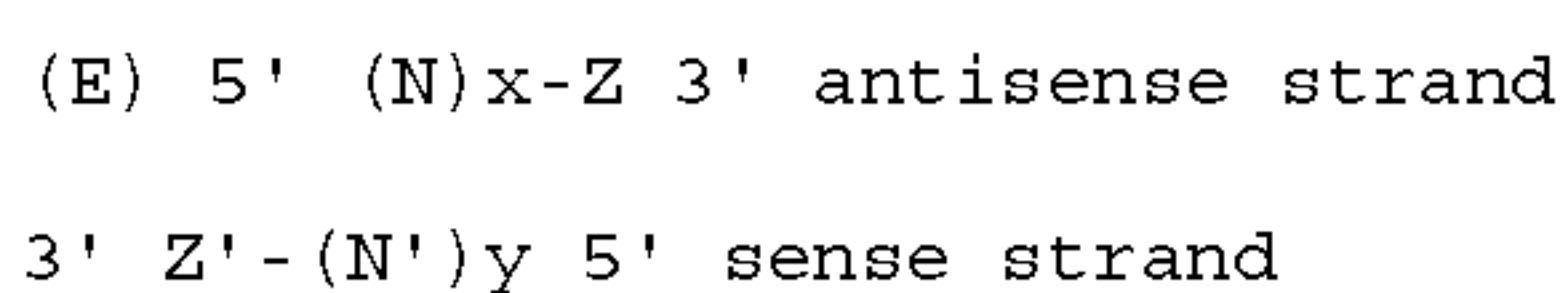 (E) 5' (N)x-Z 3' antisense strand
3' Z'-(N')y 5' sense strand